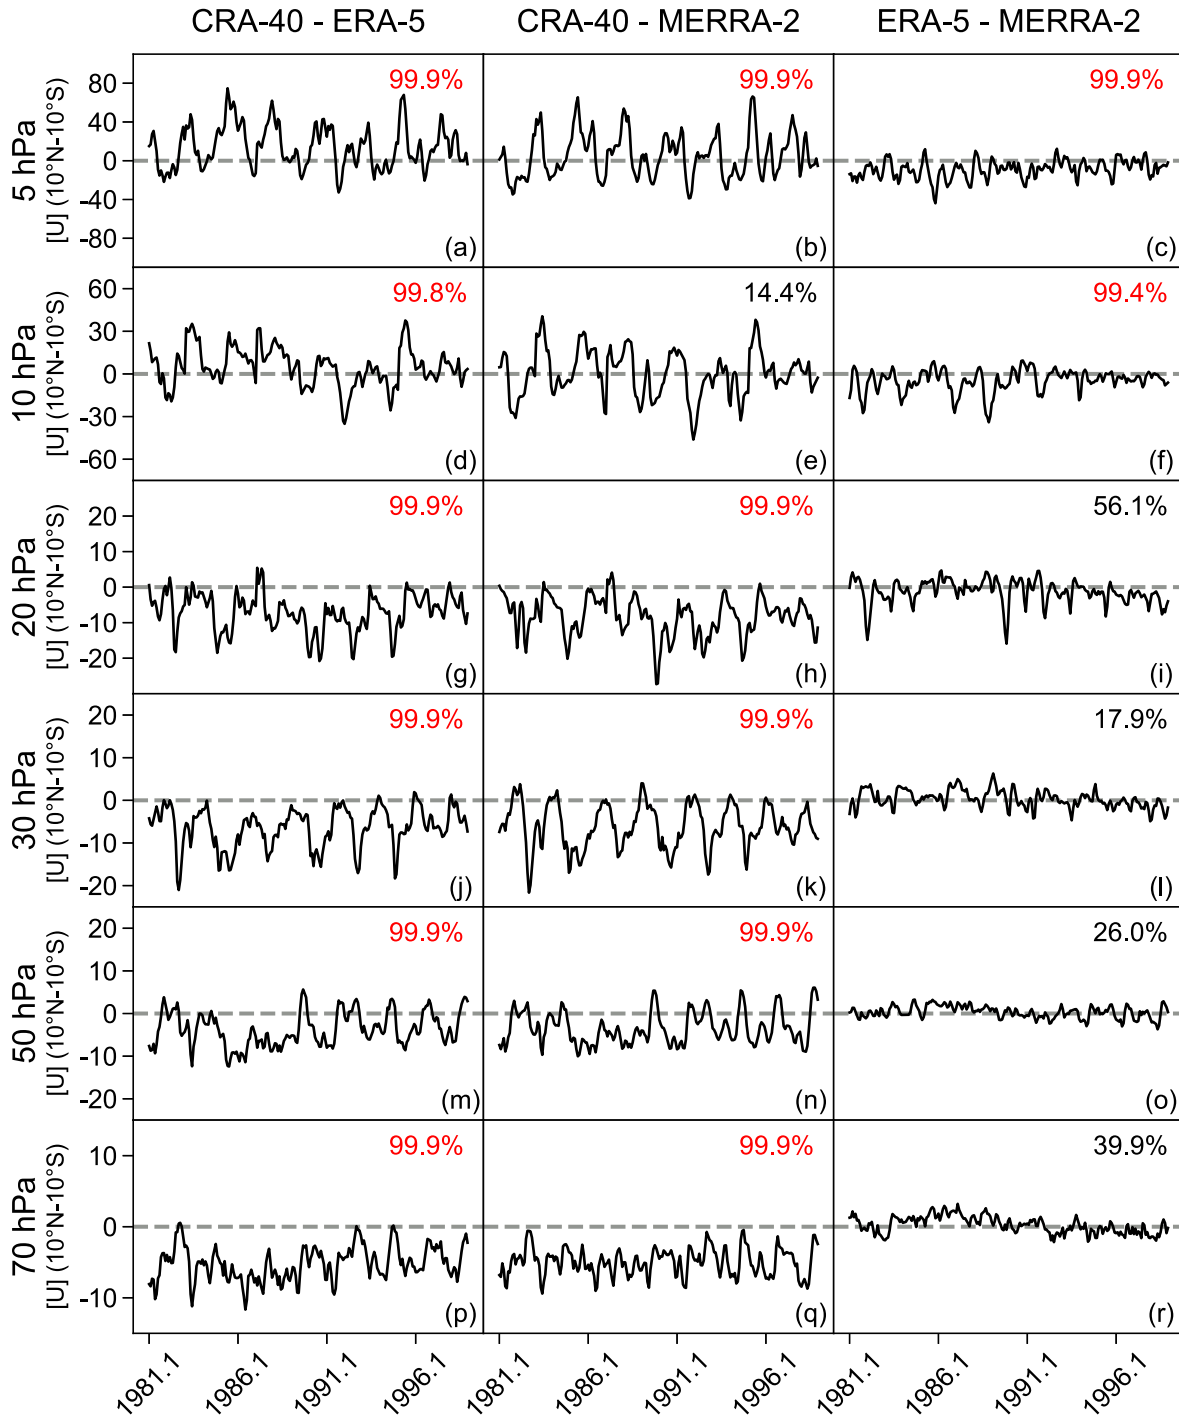 CRA-40 - ERA-5 CRA-40 - MERRA-2 ERA-5 - MERRA-2
5 hPa
[U] (10°N-10°S)
80
40
0
-40
-80
99.9%
(a)
99.9%
(b)
99.9%
(c)
10 hPa
[U] (10°N-10°S)
60
30
0
-30
-60
99.8%
(d)
14.4%
(e)
99.4%
(f)
20 hPa
[U] (10°N-10°S)
20
10
0
-10
-20
99.9%
(g)
99.9%
(h)
56.1%
(i)
30 hPa
[U] (10°N-10°S)
20
10
0
-10
-20
99.9%
(j)
99.9%
(k)
17.9%
(l)
50 hPa
[U] (10°N-10°S)
20
10
0
-10
-20
99.9%
(m)
99.9%
(n)
26.0%
(o)
70 hPa
[U] (10°N-10°S)
10
0
-10
99.9%
(p)
99.9%
(q)
39.9%
(r)
1981.1 1986.1 1991.1 1996.1 1981.1 1986.1 1991.1 1996.1 1981.1 1986.1 1991.1 1996.1